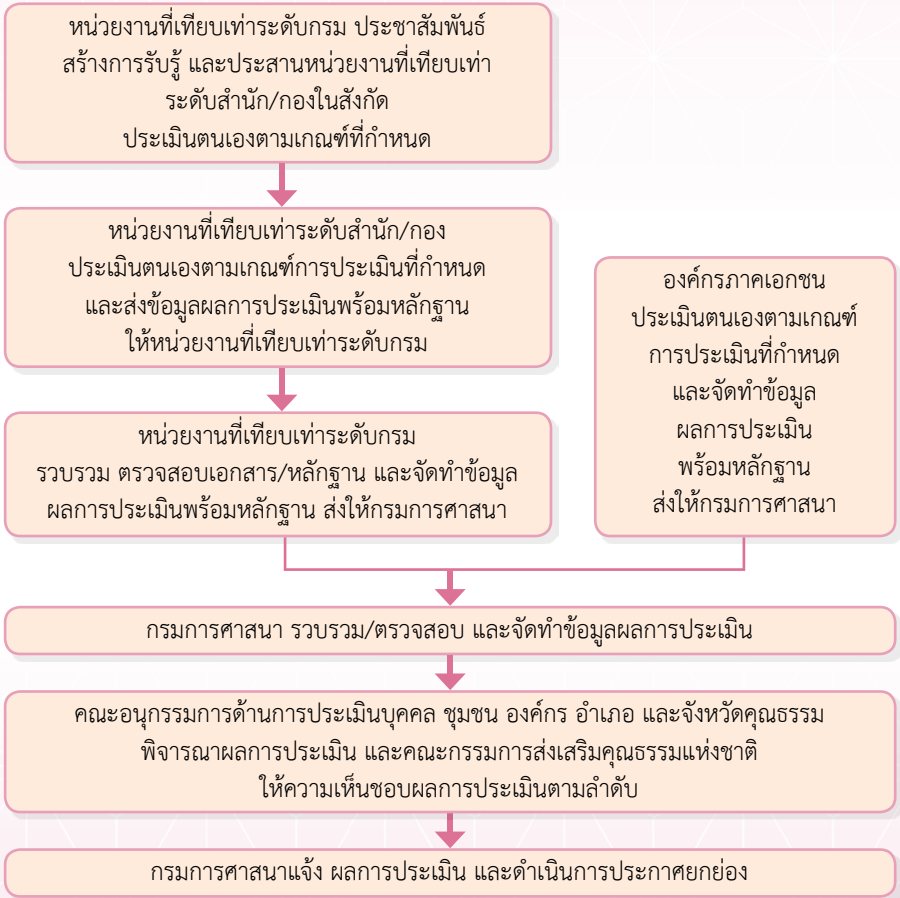 หน่วยงานที่เทียบเท่าระดับกรม ประชาสัมพันธ์
สร้างการรับรู้ และประสานหน่วยงานที่เทียบเท่า
ระดับสำนัก/กองในสังกัด
ประเมินตนเองตามเกณฑ์ที่กำหนด
หน่วยงานที่เทียบเท่าระดับสำนัก/กอง
ประเมินตนเองตามเกณฑ์การประเมินที่กำหนด
และส่งข้อมูลผลการประเมินพร้อมหลักฐาน
ให้หน่วยงานที่เทียบเท่าระดับกรม
หน่วยงานที่เทียบเท่าระดับกรม
รวบรวม ตรวจสอบเอกสาร/หลักฐาน และจัดทำข้อมูล
ผลการประเมินพร้อมหลักฐาน ส่งให้กรมการศาสนา
องค์กรภาคเอกชน
ประเมินตนเองตามเกณฑ์
การประเมินที่กำหนด
และจัดทำข้อมูล
ผลการประเมิน
พร้อมหลักฐาน
ส่งให้กรมการศาสนา
กรมการศาสนา รวบรวม/ตรวจสอบ และจัดทำข้อมูลผลการประเมิน
คณะอนุกรรมการด้านการประเมินบุคคล ชุมชน องค์กร อำเภอ และจังหวัดคุณธรรม
พิจารณาผลการประเมิน และคณะกรรมการส่งเสริมคุณธรรมแห่งชาติ
ให้ความเห็นชอบผลการประเมินตามลำดับ
กรมการศาสนาแจ้ง ผลการประเมิน และดำเนินการประกาศยกย่อง